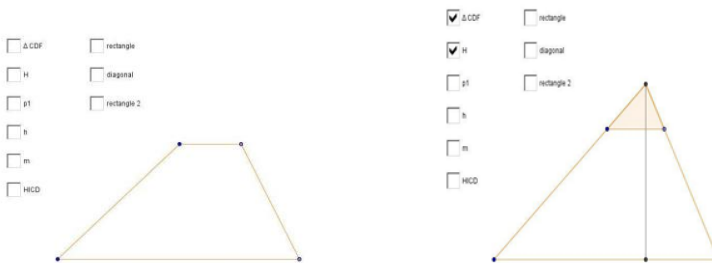 Δ CDF rectangle
H diagonal
p1 rectangle 2
h
m
HICD
Δ CDF rectangle
H diagonal
p1 rectangle 2
h
m
HICD